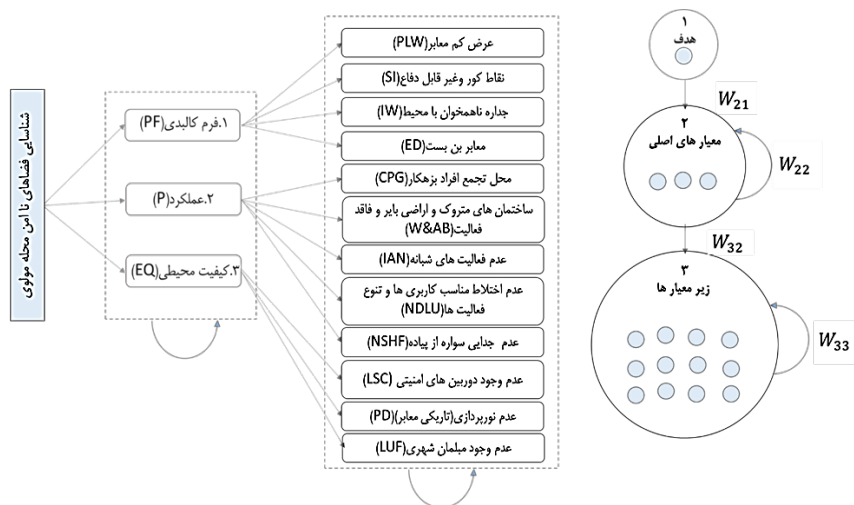 شناسایی فضاهای نا امن محله مولوی
۱.فرم کالبدی(PF)
۲.عملکرد(P)
۳.کیفیت محیطی(EQ)
عرض کم معابر(PLW)
نقاط کور وغیر قابل دفاع(SI)
جداره ناهمخوان با محیط(IW)
معابر بن بست(ED)
محل تجمع افراد بزهکار(CPG)
ساختمان های متروک و اراضی بایر و فاقد
فعالیت(W&AB)
عدم فعالیت های شبانه(IAN)
عدم اختلاط مناسب کاربری ها و تنوع
فعالیت ها(NDLU)
عدم جدایی سواره از پیاده(NSHF)
عدم وجود دوربین های امنیتی (LSC)
عدم نورپردازی(تاریکی معابر)(PD)
عدم وجود مبلمان شهری(LUF)
۱
هدف
W21
۲
معیار های اصلی
W22
W32
۳
زیر معیار ها
W33